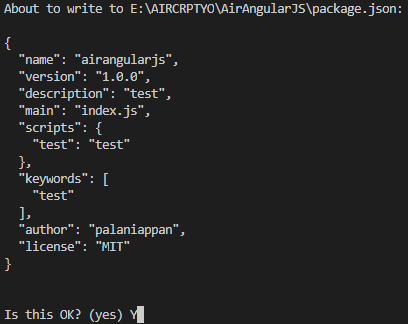 About to write to E:\AIRCRPTYO\AirAngularJS\package.json:
{
  "name": "airangularjs",
  "version": "1.0.0",
  "description": "test",
  "main": "index.js",
  "scripts": {
    "test": "test"
  },
  "keywords": [
    "test"
  ],
  "author": "palaniappan",
  "license": "MIT"
}
Is this OK? (yes) Y